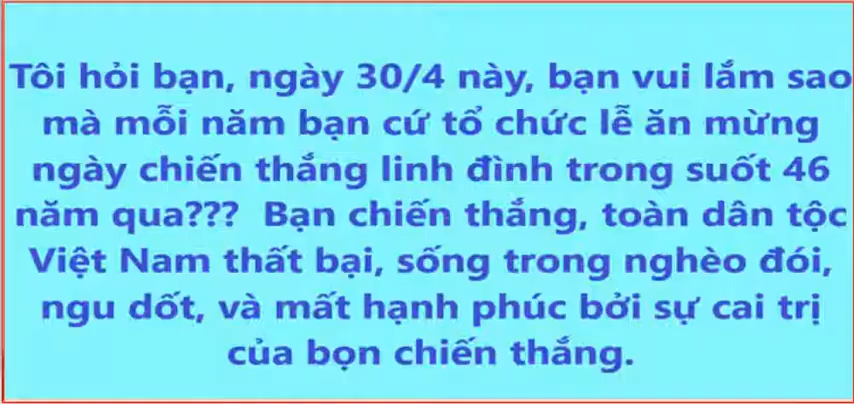 Tôi hỏi bạn, ngày 30/4 này, bạn vui lắm sao
mà mỗi năm bạn cứ tổ chức lễ ăn mừng
ngày chiến thắng linh đình trong suốt 46
năm qua???  Bạn chiến thắng, toàn dân tộc
Việt Nam thất bại, sống trong nghèo đói,
ngu dốt, và mất hạnh phúc bởi sự cai trị
của bọn chiến thắng.